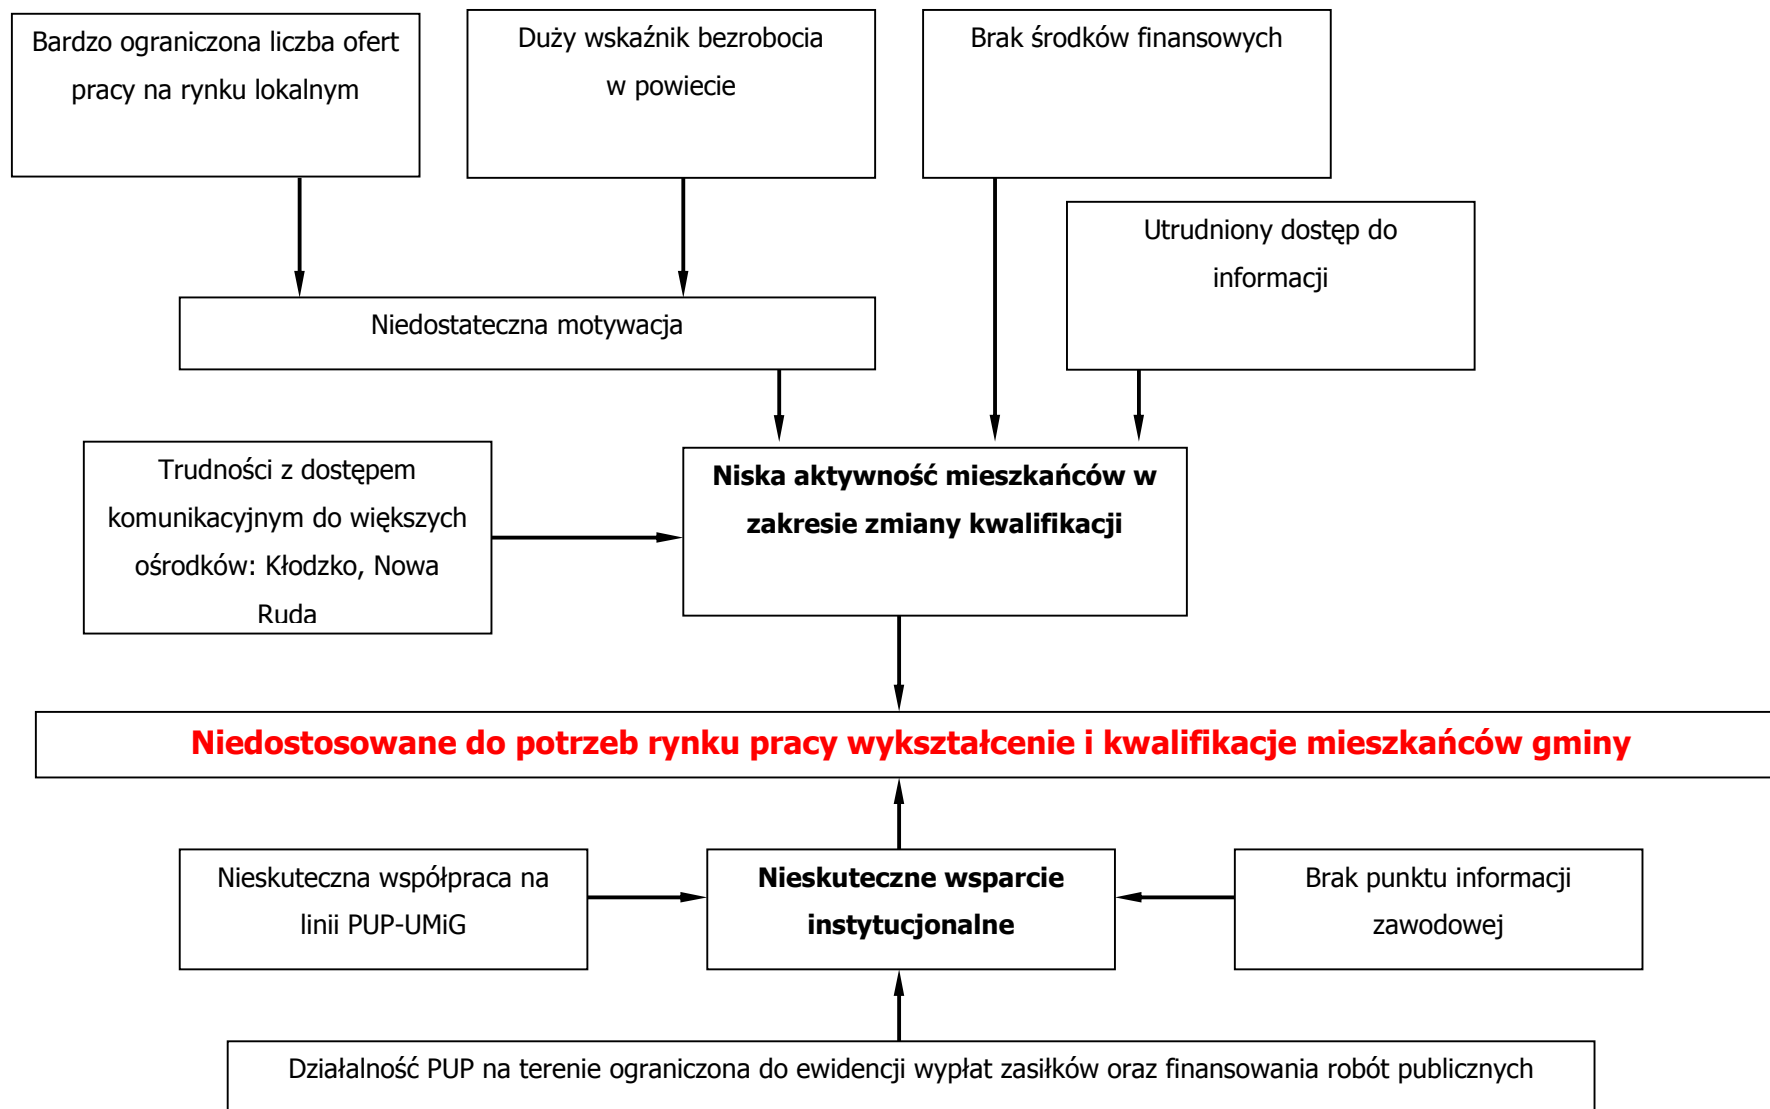 Bardzo ograniczona liczba ofert
pracy na rynku lokalnym
Duży wskaźnik bezrobocia
w powiecie
Brak środków finansowych
Utrudniony dostęp do
informacji
Niedostateczna motywacja
Trudności z dostępem
komunikacyjnym do większych
ośrodków: Kłodzko, Nowa
Ruda
Niska aktywność mieszkańców w
zakresie zmiany kwalifikacji
Niedostosowane do potrzeb rynku pracy wykształcenie i kwalifikacje mieszkańców gminy
Nieskuteczna współpraca na
linii PUP-UMiG
Nieskuteczne wsparcie
instytucjonalne
Brak punktu informacji
zawodowej
Działalność PUP na terenie ograniczona do ewidencji wypłat zasiłków oraz finansowania robót publicznych